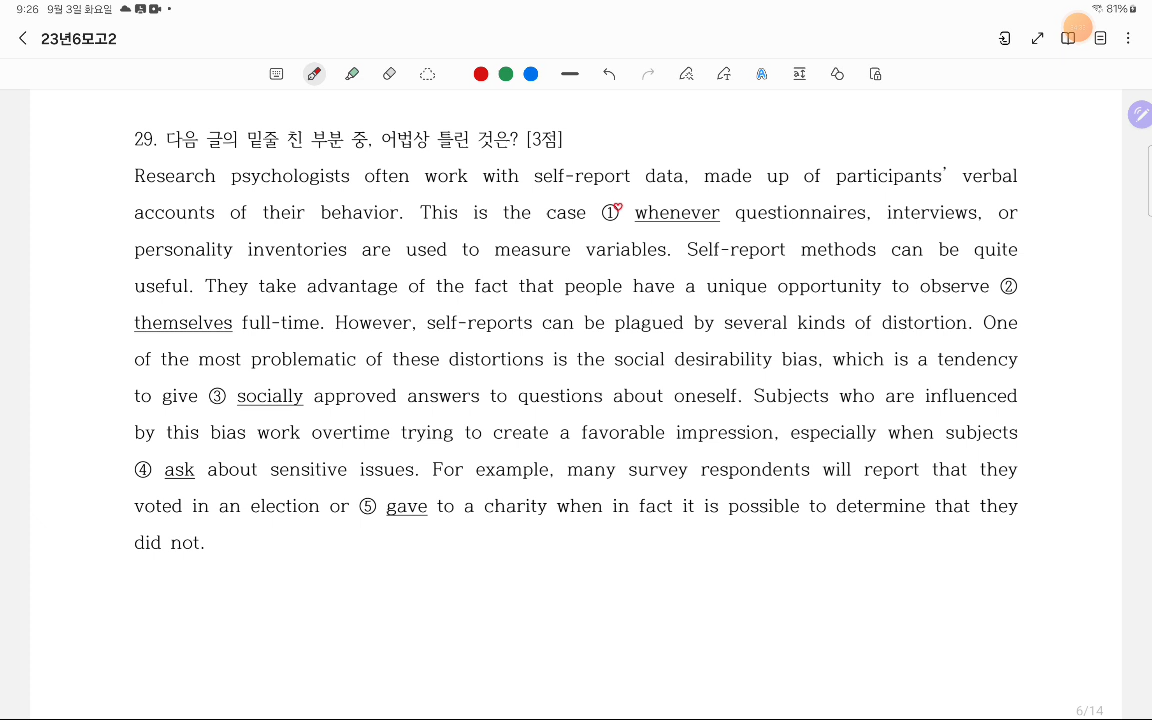 9:26 9월 3일 화요일
81%
23년6모고2
29. 다음 글의 밑줄 친 부분 중, 어법상 틀린 것은? [3점]
Research psychologists often work with self-report data, made up of participants’ verbal
accounts of their behavior. This is the case ① whenever questionnaires, interviews, or
personality inventories are used to measure variables. Self-report methods can be quite
useful. They take advantage of the fact that people have a unique opportunity to observe ②
themselves full-time. However, self-reports can be plagued by several kinds of distortion. One
of the most problematic of these distortions is the social desirability bias, which is a tendency
to give ③ socially approved answers to questions about oneself. Subjects who are influenced
by this bias work overtime trying to create a favorable impression, especially when subjects
④ ask about sensitive issues. For example, many survey respondents will report that they
voted in an election or ⑤ gave to a charity when in fact it is possible to determine that they
did not.
6/14